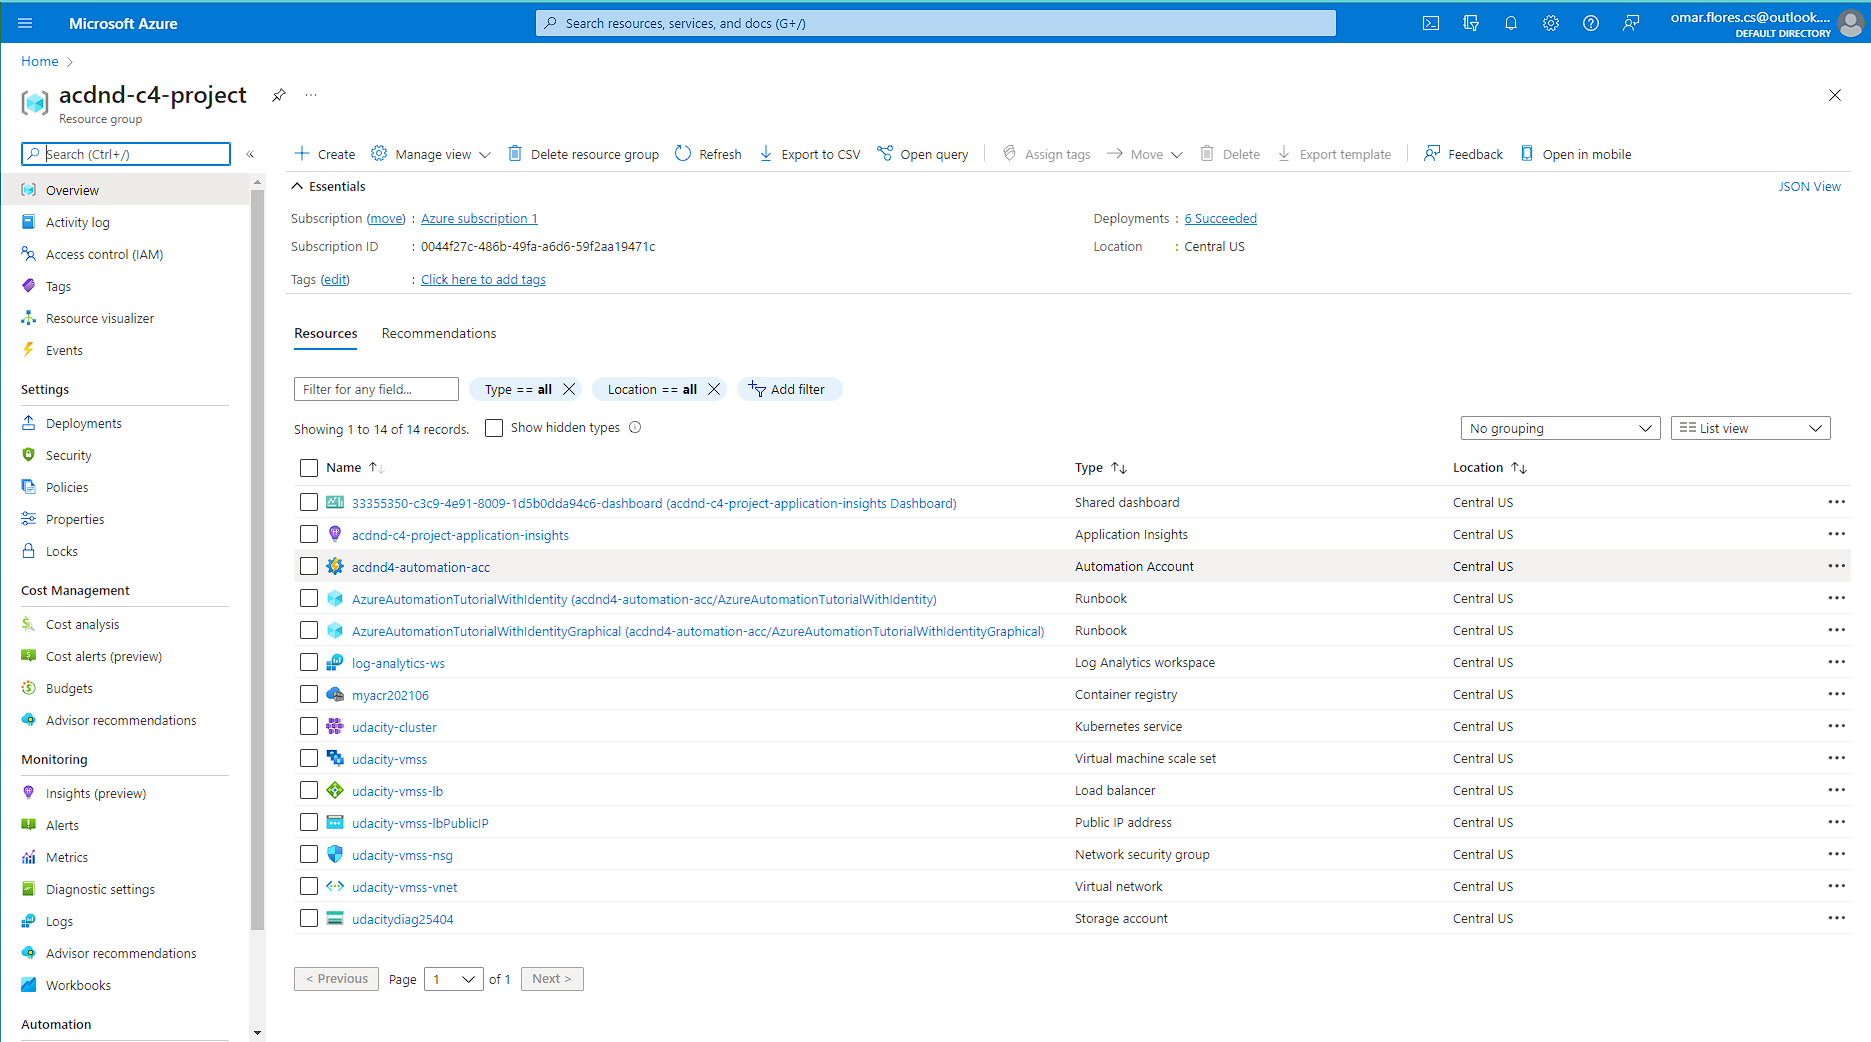 Microsoft Azure
Search resources, services, and docs (G+/)
omar.flores.cs@outlook....
DEFAULT DIRECTORY
Home
acdnd-c4-project
Resource group
Search (Ctrl+/)
Create
Manage view
Delete resource group
Refresh
Export to CSV
Open query
Assign tags
Move
Delete
Export template
Feedback
Open in mobile
Overview
Activity log
Access control (IAM)
Tags
Resource visualizer
Events
Settings
Deployments
Security
Policies
Properties
Locks
Cost Management
Cost analysis
Cost alerts (preview)
Budgets
Advisor recommendations
Monitoring
Insights (preview)
Alerts
Metrics
Diagnostic settings
Logs
Advisor recommendations
Workbooks
Automation
Essentials
JSON View
Subscription (move) : Azure subscription 1
Deployments : 6 Succeeded
Subscription ID : 0044f27c-486b-49fa-a6d6-59f2aa19471c
Location : Central US
Tags (edit) : Click here to add tags
Resources
Recommendations
Filter for any field...
Type == all
Location == all
Add filter
Showing 1 to 14 of 14 records.
Show hidden types
No grouping
List view
Name Type Location
33355350-c3c9-4e91-8009-1d5b0dda94c6-dashboard (acdnd-c4-project-application-insights Dashboard) Shared dashboard Central US
acdnd-c4-project-application-insights Application Insights Central US
acdnd4-automation-acc Automation Account Central US
AzureAutomationTutorialWithIdentity (acdnd4-automation-acc/AzureAutomationTutorialWithIdentity) Runbook Central US
AzureAutomationTutorialWithIdentityGraphical (acdnd4-automation-acc/AzureAutomationTutorialWithIdentityGraphical) Runbook Central US
log-analytics-ws Log Analytics workspace Central US
myacr202106 Container registry Central US
udacity-cluster Kubernetes service Central US
udacity-vmss Virtual machine scale set Central US
udacity-vmss-lb Load balancer Central US
udacity-vmss-lbPublicIP Public IP address Central US
udacity-vmss-nsg Network security group Central US
udacity-vmss-vnet Virtual network Central US
udacitydiag25404 Storage account Central US
< Previous Page 1 of 1 Next >